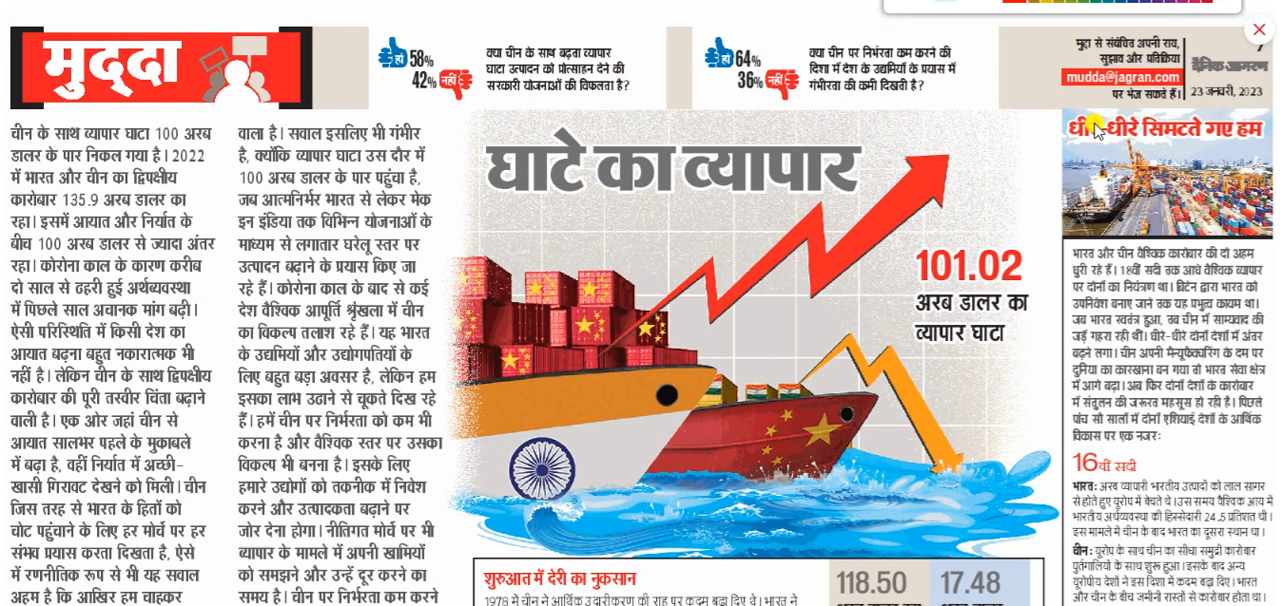 मुद्दा
हां 58%
42% नहीं
क्या चीन के साथ बढ़ता व्यापार
घाटा उत्पादन को प्रोत्साहन देने की
सरकारी योजनाओं की विफलता है?
हां 64%
36% नहीं
क्या चीन पर निर्भरता कम करने की
दिशा में देश के उद्यमियों के प्रयास में
गंभीरता की कमी दिखती है?
मुद्दा से संबंधित अपनी राय,
सुझाव और प्रतिक्रिया
mudda@jagran.com
पर भेज सकते हैं।
दैनिक जागरण
23 जनवरी, 2023
चीन के साथ व्यापार घाटा 100 अरब
डालर के पार निकल गया है। 2022
में भारत और चीन का द्विपक्षीय
कारोबार 135.9 अरब डालर का
रहा। इसमें आयात और निर्यात के
बीच 100 अरब डालर से ज्यादा अंतर
रहा। कोरोना काल के कारण करीब
दो साल से ठहरी हुई अर्थव्यवस्था
में पिछले साल अचानक मांग बढ़ी।
ऐसी परिस्थिति में किसी देश का
आयात बढ़ना बहुत नकारात्मक भी
नहीं है। लेकिन चीन के साथ द्विपक्षीय
कारोबार की पूरी तस्वीर चिंता बढ़ाने
वाली है। एक ओर जहां चीन से
आयात सालभर पहले के मुकाबले
में बढ़ा है, वहीं निर्यात में अच्छी-
खासी गिरावट देखने को मिली। चीन
जिस तरह से भारत के हितों को
चोट पहुंचाने के लिए हर मोर्चे पर हर
संभव प्रयास करता दिखता है, ऐसे
में रणनीतिक रूप से भी यह सवाल
अहम है कि आखिर हम चाहकर
वाला है। सवाल इसलिए भी गंभीर
है, क्योंकि व्यापार घाटा उस दौर में
100 अरब डालर के पार पहुंचा है,
जब आत्मनिर्भर भारत से लेकर मेक
इन इंडिया तक विभिन्न योजनाओं के
माध्यम से लगातार घरेलू स्तर पर
उत्पादन बढ़ाने के प्रयास किए जा
रहे हैं। कोरोना काल के बाद से कई
देश वैश्विक आपूर्ति श्रृंखला में चीन
का विकल्प तलाश रहे हैं। यह भारत
के उद्यमियों और उद्योगपतियों के
लिए बहुत बड़ा अवसर है, लेकिन हम
इसका लाभ उठाने से चूकते दिख रहे
हैं। हमें चीन पर निर्भरता को कम भी
करना है और वैश्विक स्तर पर उसका
विकल्प भी बनना है। इसके लिए
हमारे उद्योगों को तकनीक में निवेश
करने और उत्पादकता बढ़ाने पर
जोर देना होगा। नीतिगत मोर्चे पर भी
व्यापार के मामले में अपनी खामियों
को समझने और उन्हें दूर करने का
समय है। चीन पर निर्भरता कम करने
घाटे का व्यापार
101.02
अरब डालर का
व्यापार घाटा
शुरुआत में देरी का नुकसान
1978 में चीन ने आर्थिक उदारीकरण की राह पर कदम बढ़ा दिए थे। भारत ने
118.50
17.48
धीरे-धीरे सिमटते गए हम
भारत और चीन वैश्विक कारोबार की दो अहम
धुरी रहे हैं। 18वीं सदी तक आधे वैश्विक व्यापार
पर दोनों का नियंत्रण था। ब्रिटेन द्वारा भारत को
उपनिवेश बनाए जाने तक यह प्रभुत्व कायम था।
जब भारत स्वतंत्र हुआ, तब चीन में साम्यवाद की
जड़ें गहरा रही थीं। धीरे-धीरे दोनों देशों में अंतर
बढ़ने लगा। चीन अपनी मैन्यूफैक्चरिंग के दम पर
दुनिया का कारखाना बन गया तो भारत सेवा क्षेत्र
में आगे बढ़ा। अब फिर दोनों देशों के कारोबार
में संतुलन की जरूरत महसूस हो रही है। पिछले
पांच सौ सालों में दोनों एशियाई देशों के आर्थिक
विकास पर एक नजर:
16वीं सदी
भारत: अरब व्यापारी भारतीय उत्पादों को लाल सागर
से होते हुए यूरोप में बेचते थे। उस समय वैश्विक आय में
भारतीय अर्थव्यवस्था की हिस्सेदारी 24.5 प्रतिशत थी।
इस मामले में चीन के बाद भारत का दूसरा स्थान था।
चीन: यूरोप के साथ चीन का सीधा समुद्री कारोबार
पुर्तगालियों के साथ शुरू हुआ। इसके बाद अन्य
यूरोपीय देशों ने इस दिशा में कदम बढ़ा दिए। भारत
और चीन के बीच जमीनी रास्तों से कारोबार होता था।